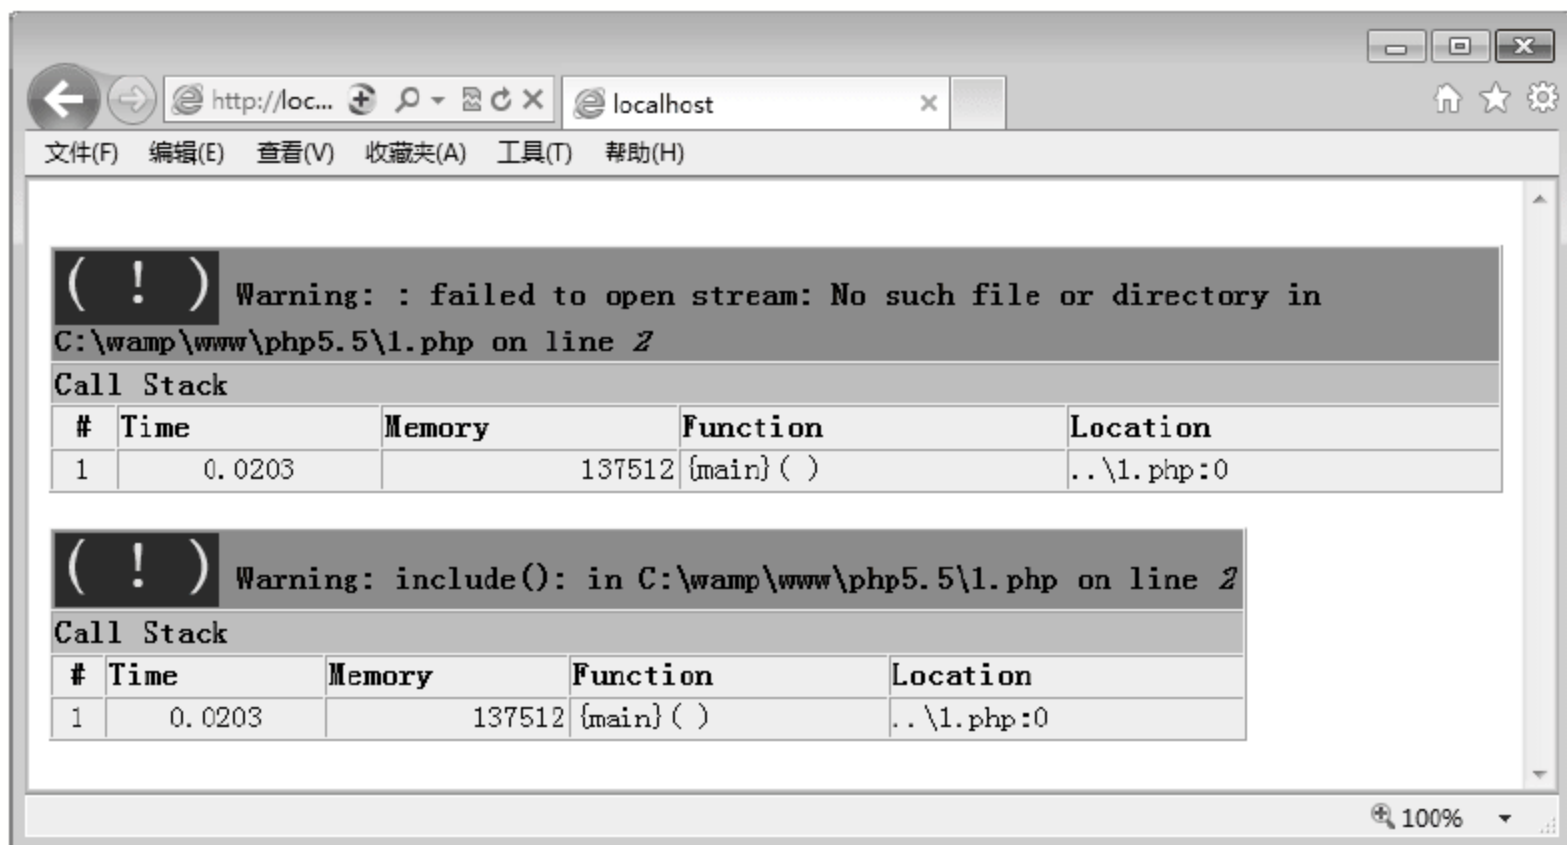 http://loc...
localhost
文件(F) 编辑(E) 查看(V) 收藏夹(A) 工具(T) 帮助(H)
( ! ) Warning: : failed to open stream: No such file or directory in
C:\wamp\www\php5.5\1.php on line 2
Call Stack
# Time Memory Function Location
1 0.0203 137512 {main}( ) ..\1.php:0
( ! ) Warning: include(): in C:\wamp\www\php5.5\1.php on line 2
Call Stack
# Time Memory Function Location
1 0.0203 137512 {main}( ) ..\1.php:0
100%